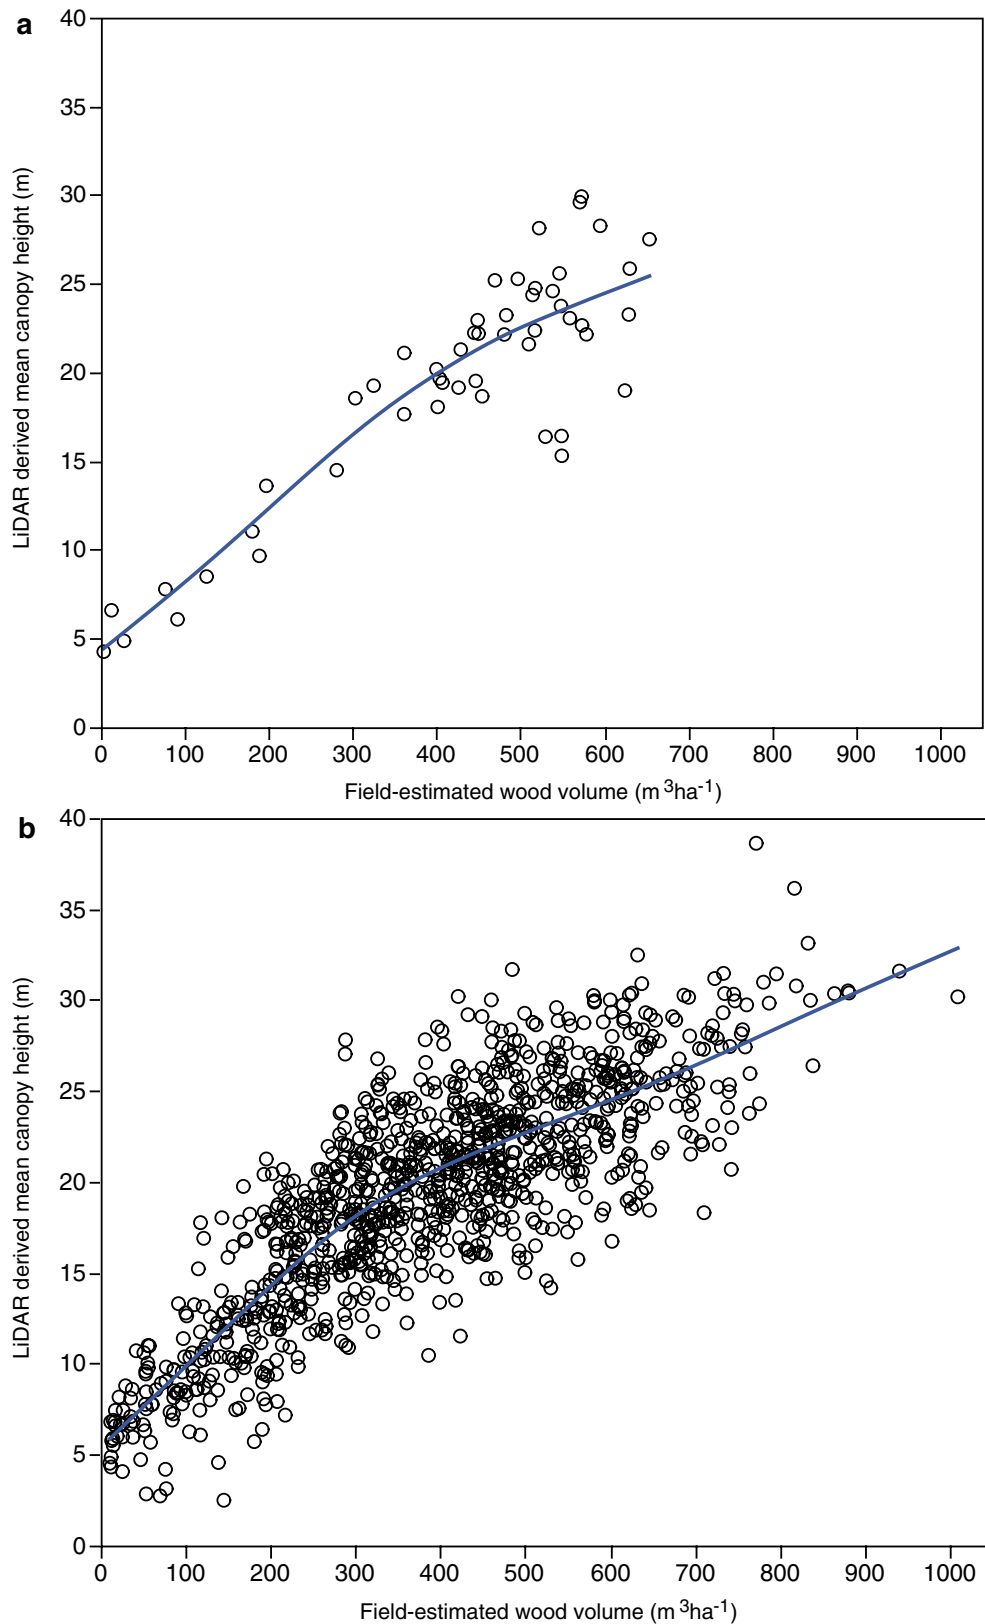 a
40
35
30
25
20
15
10
5
0
LiDAR derived mean canopy height (m)
0 100 200 300 400 500 600 700 800 900 1000
Field-estimated wood volume (m³ha⁻¹)
b
40
35
30
25
20
15
10
5
0
LiDAR derived mean canopy height (m)
0 100 200 300 400 500 600 700 800 900 1000
Field-estimated wood volume (m³ha⁻¹)